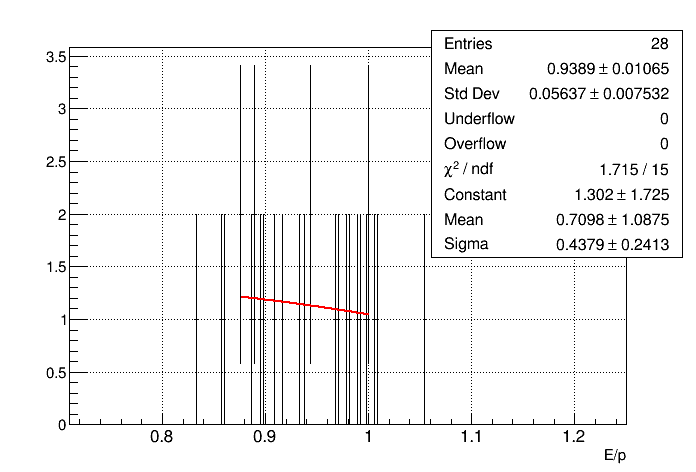 Entries 28
Mean 0.9389 ± 0.01065
Std Dev 0.05637 ± 0.007532
Underflow 0
Overflow 0
χ² / ndf 1.715 / 15
Constant 1.302 ± 1.725
Mean 0.7098 ± 1.0875
Sigma 0.4379 ± 0.2413
3.5
3
2.5
2
1.5
1
0.5
0
0.8 0.9 1 1.1 1.2
E/p